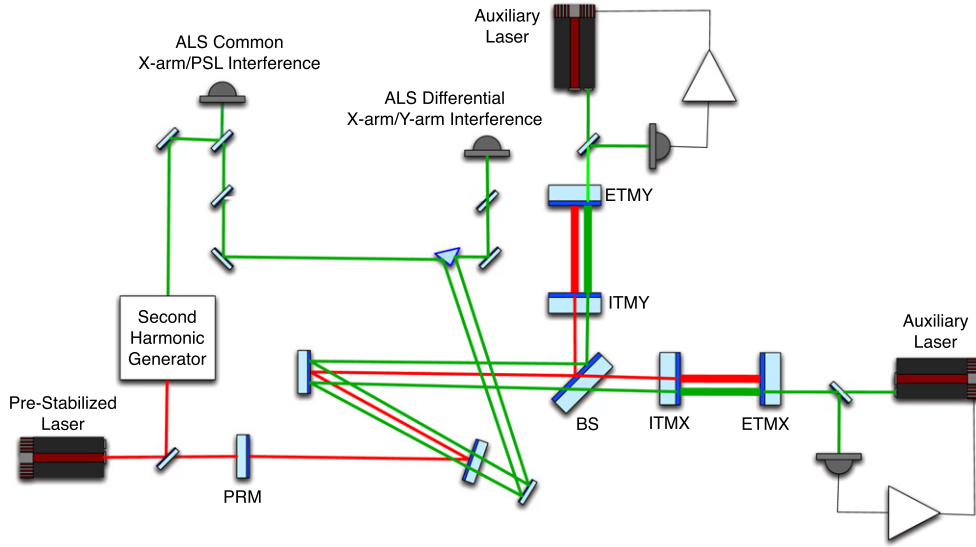 Auxiliary
Laser
ALS Common
X-arm/PSL Interference
ALS Differential
X-arm/Y-arm Interference
ETMY
ITMY
Second
Harmonic
Generator
Auxiliary
Laser
Pre-Stabilized
Laser
BS
ITMX
ETMX
PRM